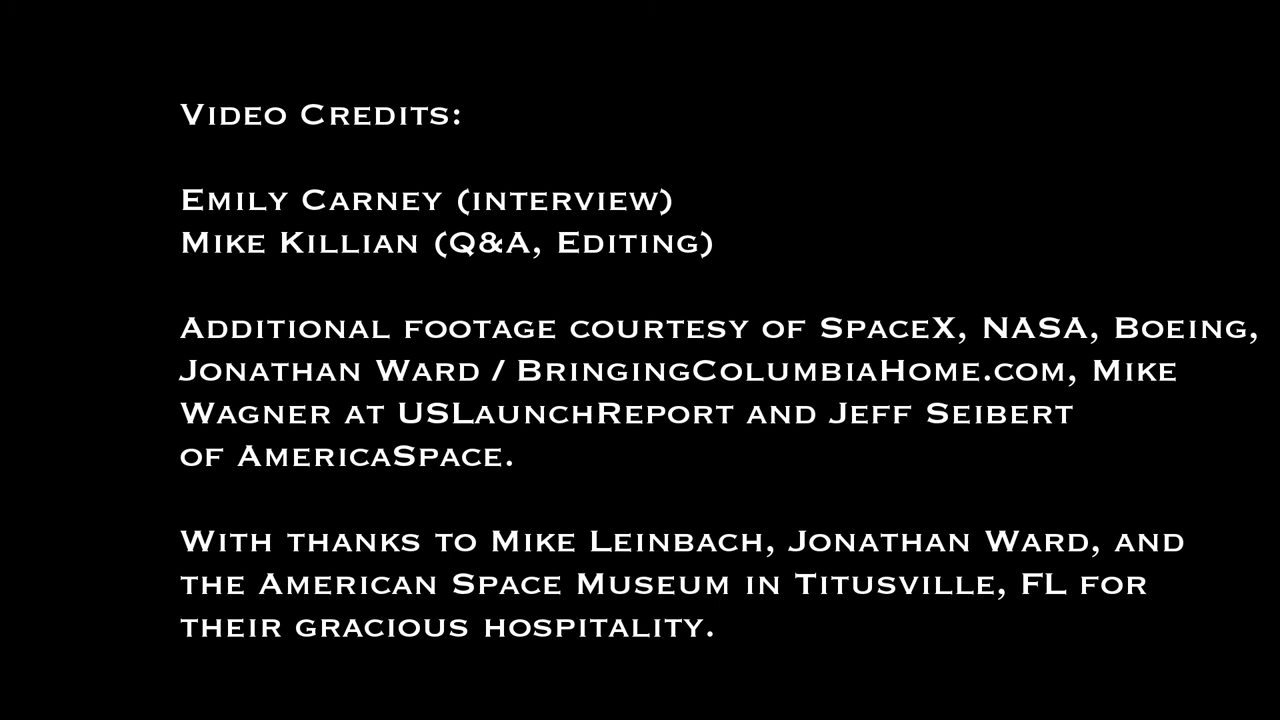 Video Credits:
Emily Carney (interview)
Mike Killian (Q&A, Editing)
Additional footage courtesy of SpaceX, NASA, Boeing,
Jonathan Ward / BringingColumbiaHome.com, Mike
Wagner at USLaunchReport and Jeff Seibert
of AmericaSpace.
With thanks to Mike Leinbach, Jonathan Ward, and
the American Space Museum in Titusville, FL for
their gracious hospitality.